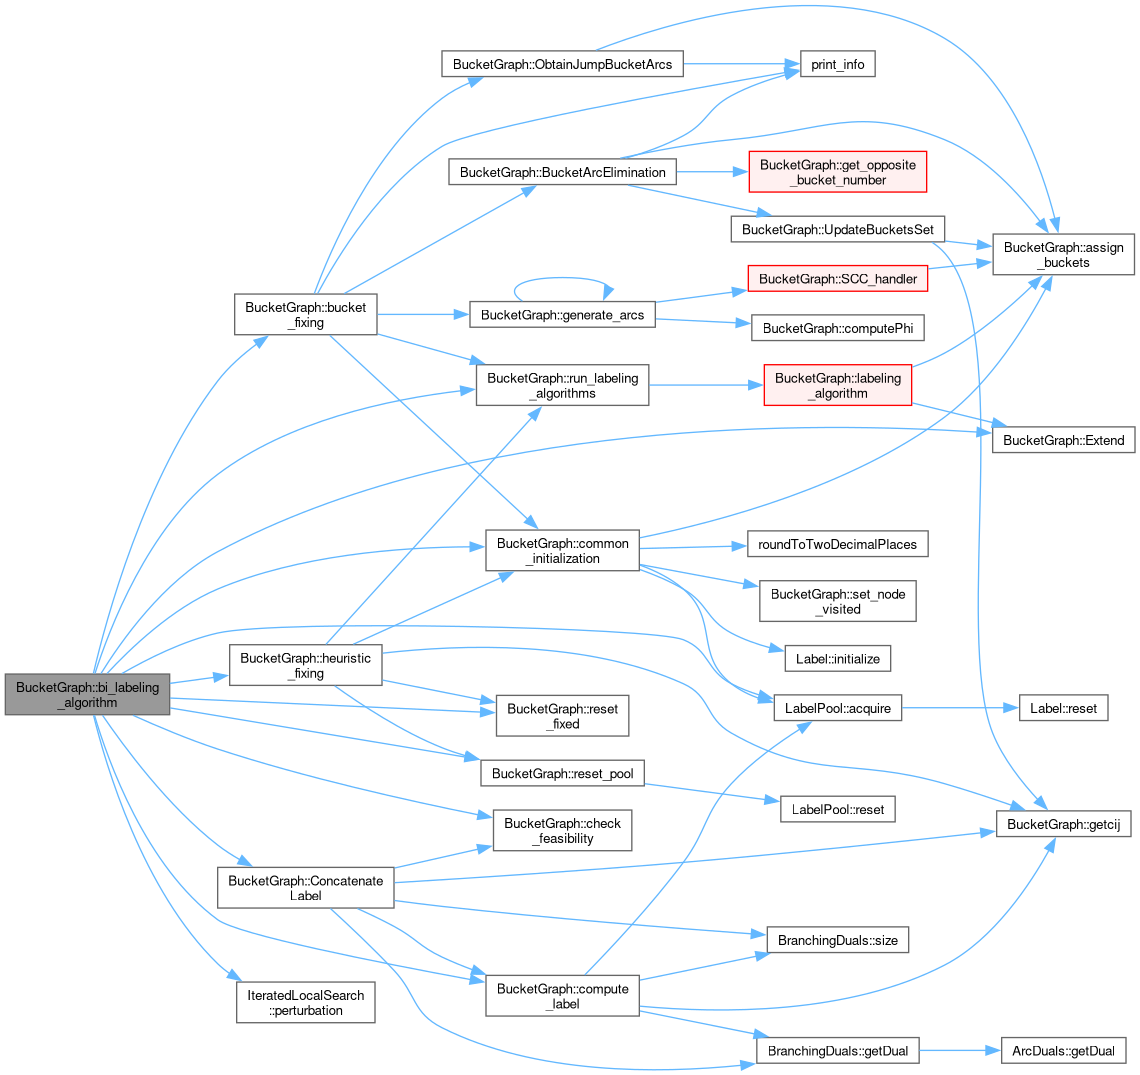 BucketGraph::ObtainJumpBucketArcs
print_info
BucketGraph::BucketArcElimination
BucketGraph::get_opposite
_bucket_number
BucketGraph::UpdateBucketsSet
BucketGraph::assign
_buckets
BucketGraph::SCC_handler
BucketGraph::bucket
_fixing
BucketGraph::generate_arcs
BucketGraph::computePhi
BucketGraph::run_labeling
_algorithms
BucketGraph::labeling
_algorithm
BucketGraph::Extend
BucketGraph::common
_initialization
roundToTwoDecimalPlaces
BucketGraph::set_node
_visited
BucketGraph::heuristic
_fixing
Label::initialize
BucketGraph::bi_labeling
_algorithm
BucketGraph::reset
_fixed
LabelPool::acquire
Label::reset
BucketGraph::reset_pool
LabelPool::reset
BucketGraph::check
_feasibility
BucketGraph::getcij
BucketGraph::Concatenate
Label
BranchingDuals::size
IteratedLocalSearch
::perturbation
BucketGraph::compute
_label
BranchingDuals::getDual
ArcDuals::getDual